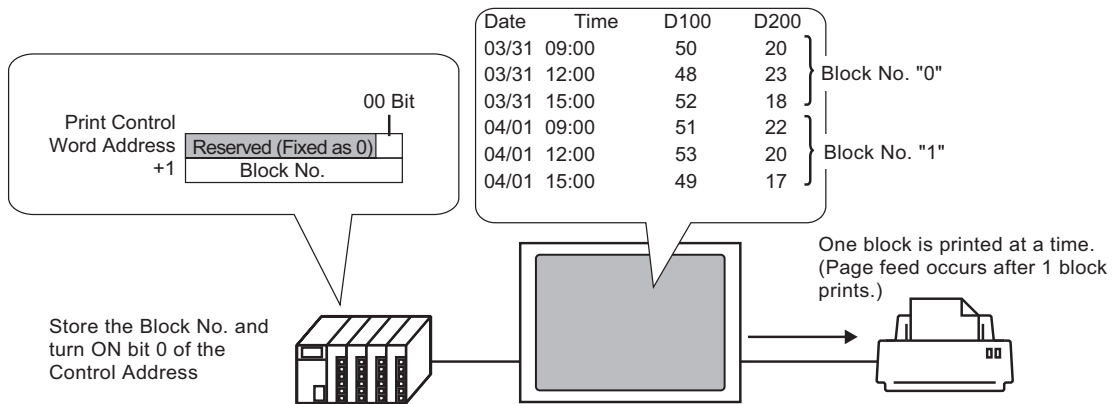 Date Time D100 D200
03/31 09:00 50 20
03/31 12:00 48 23
03/31 15:00 52 18
04/01 09:00 51 22
04/01 12:00 53 20
04/01 15:00 49 17
Block No. "0"
Block No. "1"
00 Bit
Print Control
Word Address
Reserved (Fixed as 0)
+1
Block No.
Store the Block No. and
turn ON bit 0 of the
Control Address
One block is printed at a time.
(Page feed occurs after 1 block
prints.)